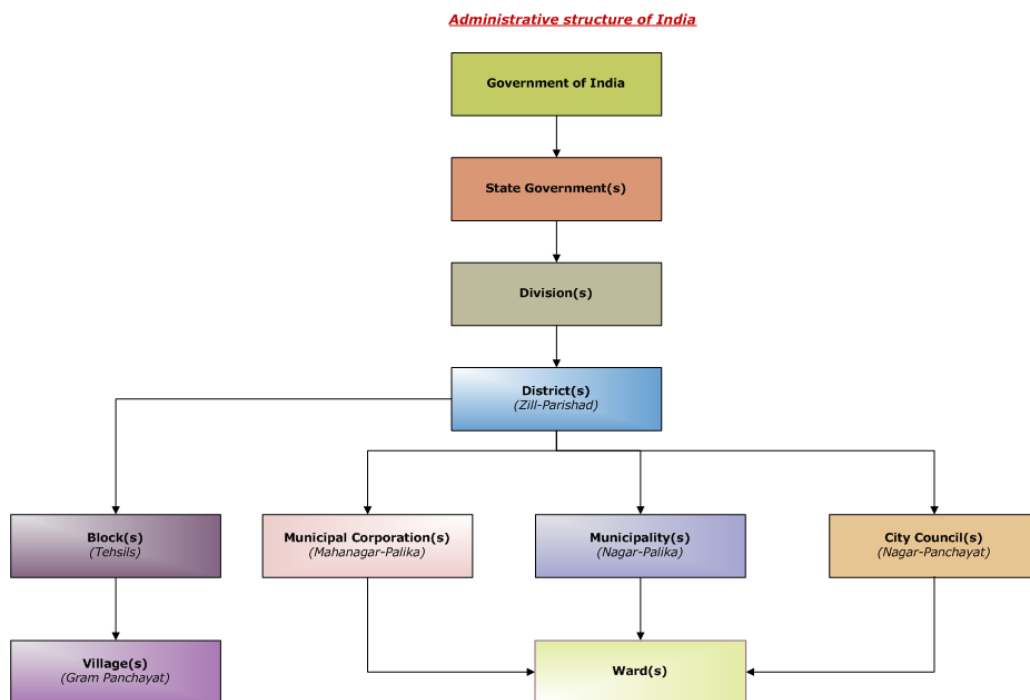 Administrative structure of India
Government of India
State Government(s)
Division(s)
District(s)
(Zill-Parishad)
Block(s)
(Tehsils)
Municipal Corporation(s)
(Mahanagar-Palika)
Municipality(s)
(Nagar-Palika)
City Council(s)
(Nagar-Panchayat)
Village(s)
(Gram Panchayat)
Ward(s)